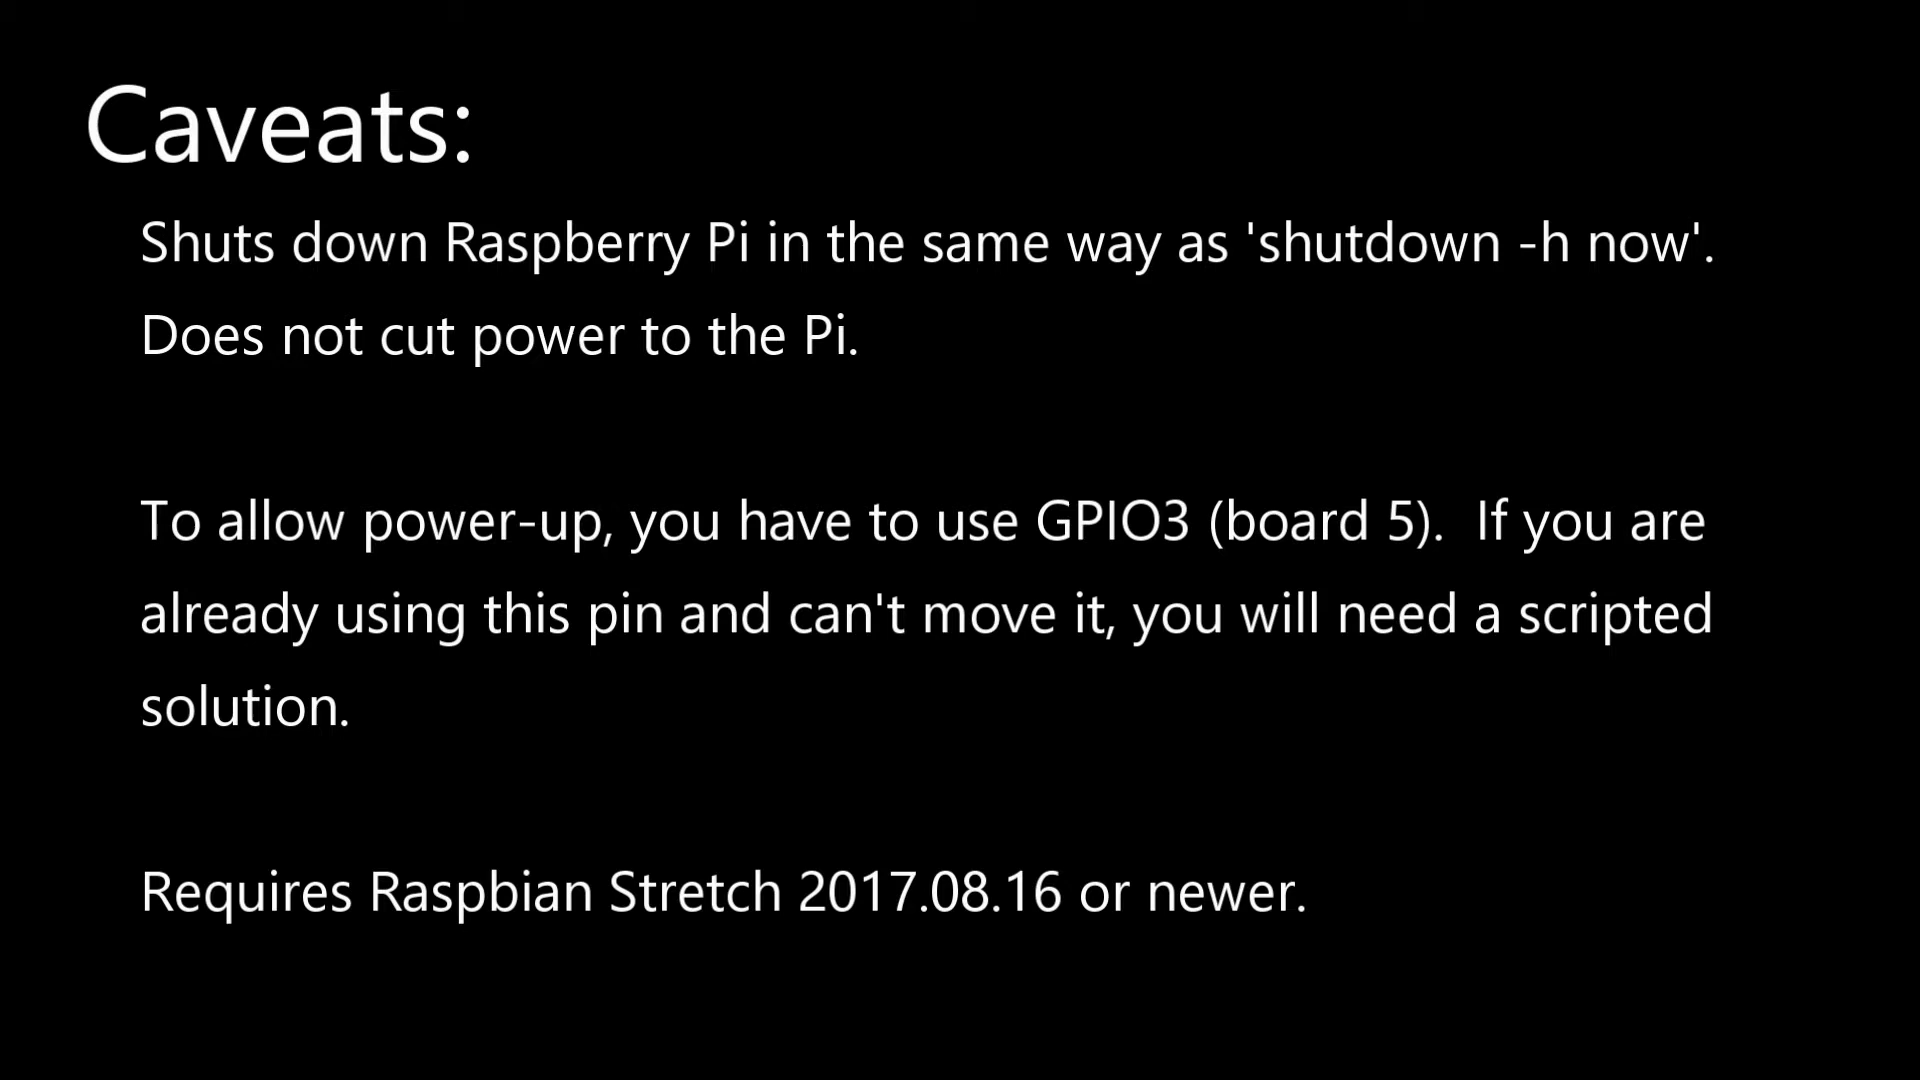 Caveats:
Shuts down Raspberry Pi in the same way as 'shutdown -h now'.
Does not cut power to the Pi.
To allow power-up, you have to use GPIO3 (board 5).  If you are
already using this pin and can't move it, you will need a scripted
solution.
Requires Raspbian Stretch 2017.08.16 or newer.